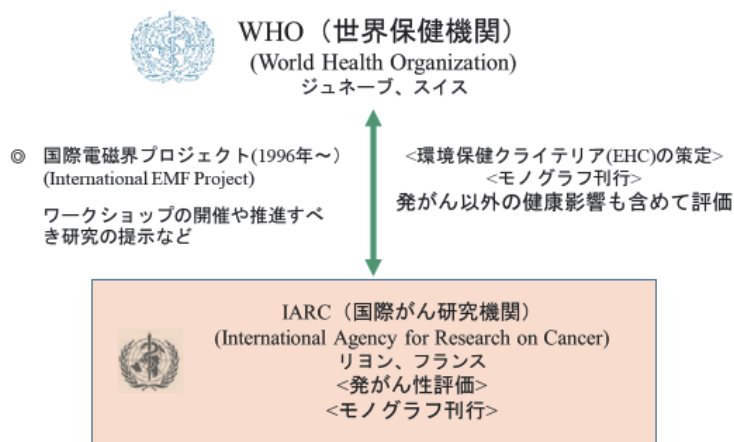 WHO（世界保健機関）
(World Health Organization)
ジュネーブ、スイス
◎ 国際電磁界プロジェクト(1996年～)
(International EMF Project)
ワークショップの開催や推進すべ
き研究の提示など
<環境保健クライテリア(EHC)の策定>
<モノグラフ刊行>
発がん以外の健康影響も含めて評価
IARC（国際がん研究機関）
(International Agency for Research on Cancer)
リヨン、フランス
<発がん性評価>
<モノグラフ刊行>